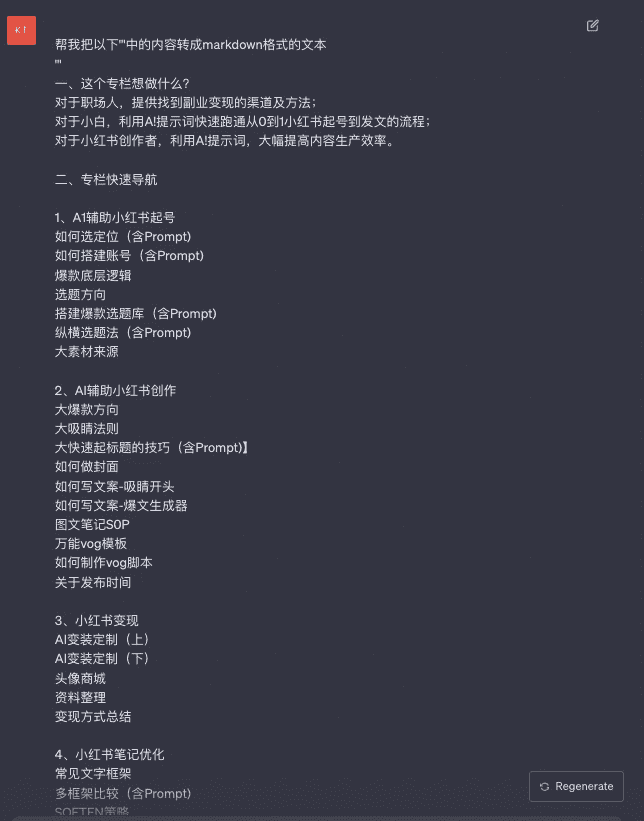 K!
帮我把以下"'中的内容转成markdown格式的文本
"'
一、这个专栏想做什么?
对于职场人，提供找到副业变现的渠道及方法；
对于小白，利用A!提示词快速跑通从0到1小红书起号到发文的流程；
对于小红书创作者，利用A!提示词，大幅提高内容生产效率。
二、专栏快速导航
1、A1辅助小红书起号
如何选定位（含Prompt)
如何搭建账号（含Prompt)
爆款底层逻辑
选题方向
搭建爆款选题库（含Prompt)
纵横选题法（含Prompt)
大素材来源
2、AI辅助小红书创作
大爆款方向
大吸睛法则
大快速起标题的技巧（含Prompt)】
如何做封面
如何写文案-吸睛开头
如何写文案-爆文生成器
图文笔记S0P
万能vog模板
如何制作vog脚本
关于发布时间
3、小红书变现
AI变装定制（上）
AI变装定制（下）
头像商城
资料整理
变现方式总结
4、小红书笔记优化
常见文字框架
多框架比较（含Prompt)
Regenerate
SOFTEN策略